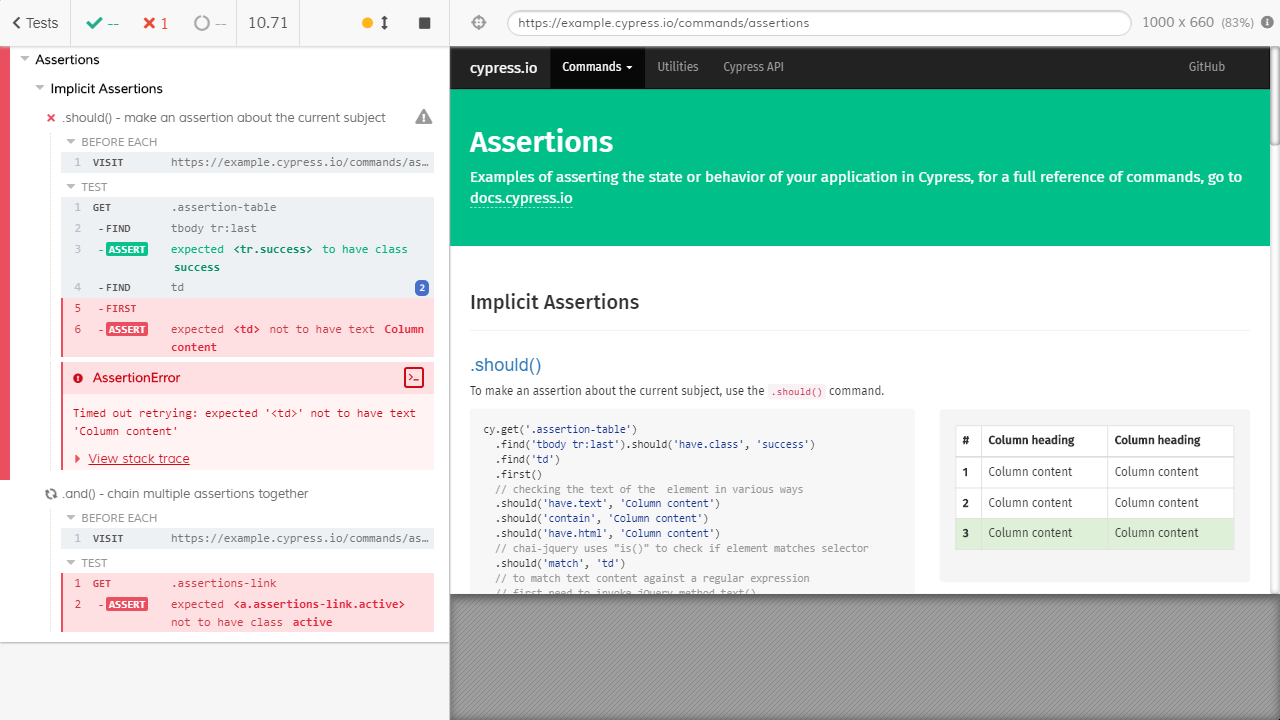 Tests
--
1
--
10.71
https://example.cypress.io/commands/assertions
1000 x 660 (83%)
Assertions
Implicit Assertions
.should() - make an assertion about the current subject
BEFORE EACH
1 VISIT https://example.cypress.io/commands/as…
TEST
1 GET .assertion-table
2 -FIND tbody tr:last
3 -ASSERT expected <tr.success> to have class
success
4 -FIND td 2
5 -FIRST
6 -ASSERT expected <td> not to have text Column
content
AssertionError
Timed out retrying: expected '<td>' not to have text
'Column content'
View stack trace
.and() - chain multiple assertions together
BEFORE EACH
1 VISIT https://example.cypress.io/commands/as…
TEST
1 GET .assertions-link
2 -ASSERT expected <a.assertions-link.active>
not to have class active
cypress.io Commands Utilities Cypress API GitHub
Assertions
Examples of asserting the state or behavior of your application in Cypress, for a full reference of commands, go to
docs.cypress.io
Implicit Assertions
.should()
To make an assertion about the current subject, use the .should() command.
cy.get('.assertion-table')
.find('tbody tr:last').should('have.class', 'success')
.find('td')
.first()
// checking the text of the  element in various ways
.should('have.text', 'Column content')
.should('contain', 'Column content')
.should('have.html', 'Column content')
// chai-jquery uses "is()" to check if element matches selector
.should('match', 'td')
// to match text content against a regular expression
// first need to invoke jQuery method text()
# Column heading Column heading
1 Column content Column content
2 Column content Column content
3 Column content Column content